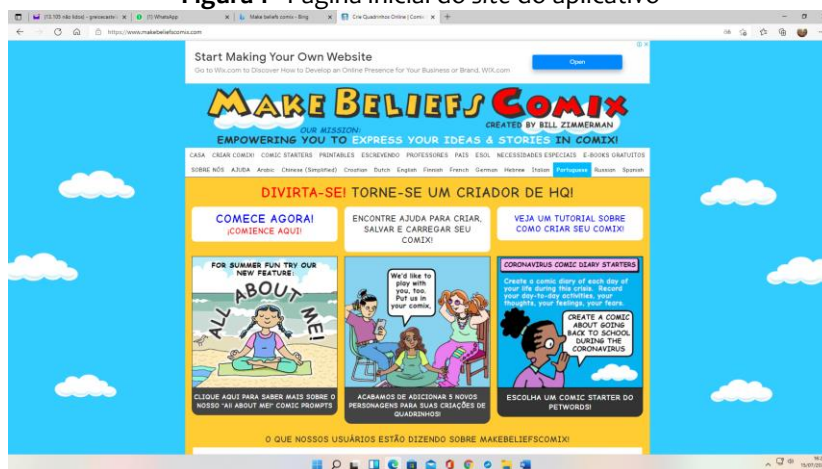 Figura 1 - Página inicial do site do aplicativo
(1) WhatsApp
Make beliefs comix - Bing
Crie Quadrinhos Online | Comic
https://www.makebeliefscomix.com
Start Making Your Own Website
Go to Wix.com to Discover How to Develop an Online Presence for Your Business or Brand. WIX.com
Open
MAKE BELIEFS COMIX
CREATED BY BILL ZIMMERMAN
OUR MISSION:
EMPOWERING YOU TO EXPRESS YOUR IDEAS & STORIES IN COMIX!
CASA CRIAR COMIX! COMIC STARTERS PRINTABLES ESCREVENDO PROFESSORES PAIS ESOL NECESSIDADES ESPECIAIS E-BOOKS GRATUITOS
SOBRE NÓS AJUDA Arabic Chinese (Simplified) Croatian Dutch English Finnish French German Hebrew Italian Portuguese Russian Spanish
DIVIRTA-SE! TORNE-SE UM CRIADOR DE HQ!
COMECE AGORA!
¡COMIENCE AQUI!
ENCONTRE AJUDA PARA CRIAR,
SALVAR E CARREGAR SEU
COMIX!
VEJA UM TUTORIAL SOBRE
COMO CRIAR SEU COMIX!
FOR SUMMER FUN TRY OUR
NEW FEATURE:
ALL ABOUT ME!
CLIQUE AQUI PARA SABER MAIS SOBRE O
NOSSO "All ABOUT ME!" COMIC PROMPTS
We'd like to
play with
you, too.
Put us in
your comix.
ACABAMOS DE ADICIONAR 5 NOVOS
PERSONAGENS PARA SUAS CRIAÇÕES DE
QUADRINHOS!
CORONAVIRUS COMIC DIARY STARTERS
Create a comic diary of each day of
your life during this crisis. Record
your day-to-day activities, your
thoughts, your feelings, your fears.
CREATE A COMIC
ABOUT GOING
BACK TO SCHOOL
DURING THE
CORONAVIRUS
ESCOLHA UM COMIC STARTER DO
PETWORDS!
O QUE NOSSOS USUÁRIOS ESTÃO DIZENDO SOBRE MAKEBELIEFSCOMIX!